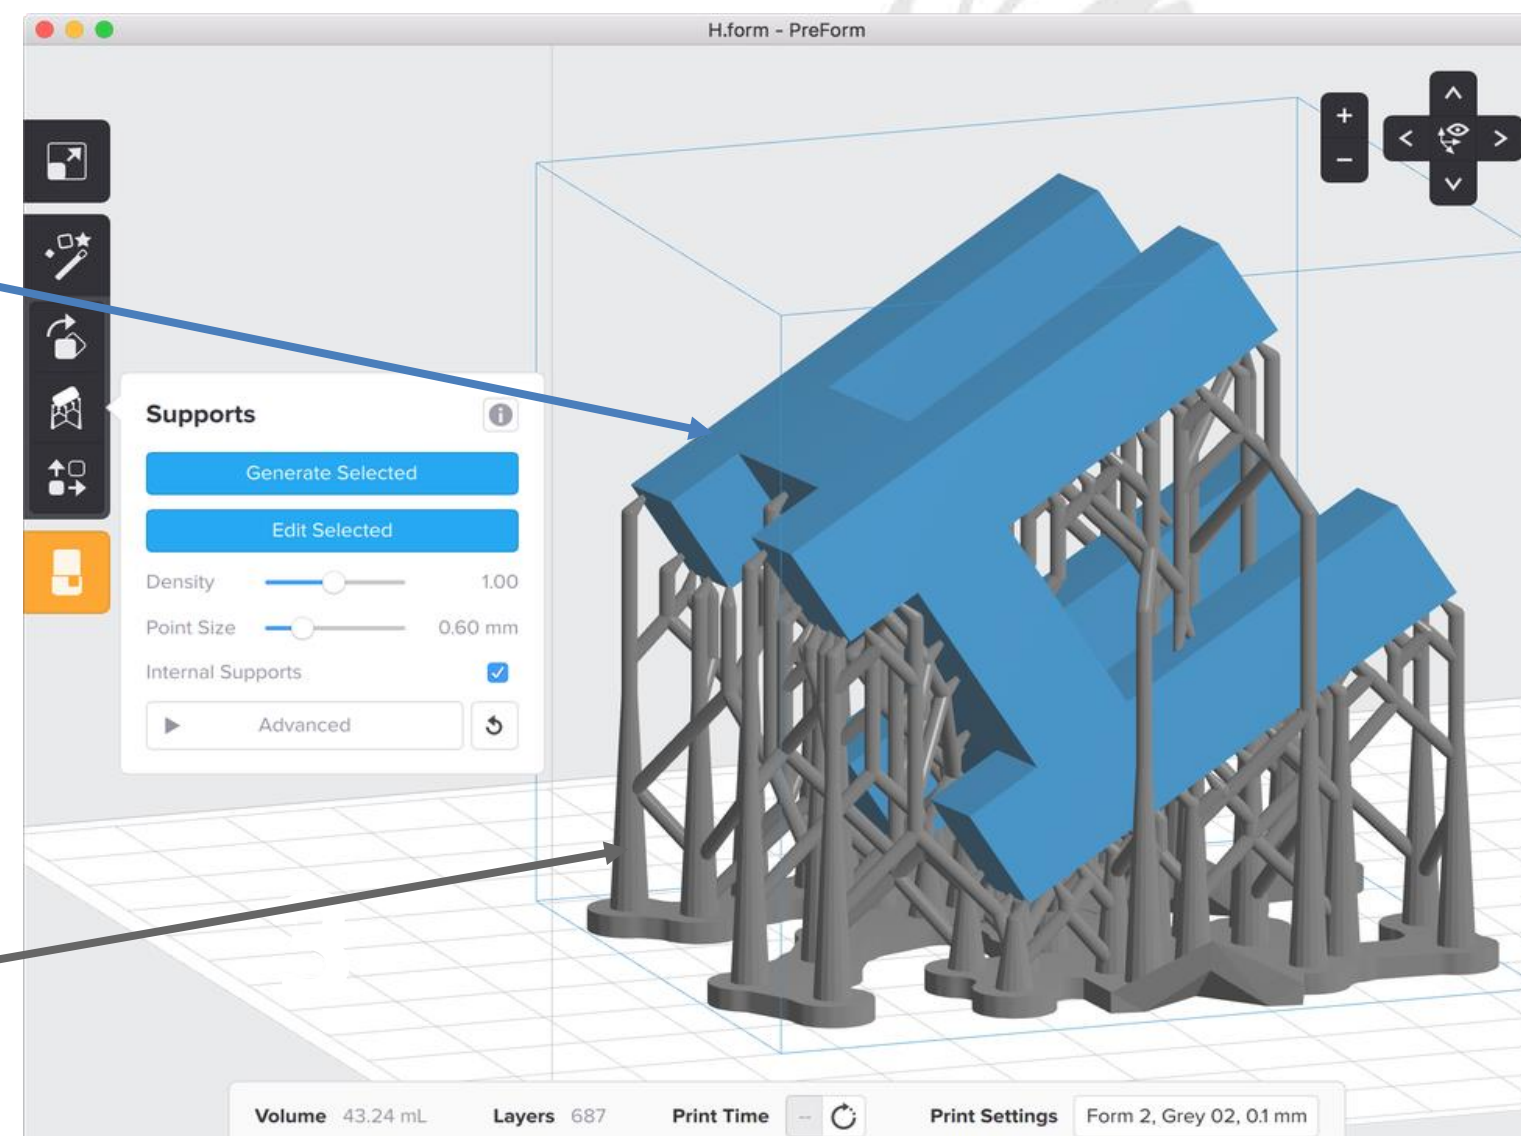 H.form - PreForm
Supports
Generate Selected
Edit Selected
Density 1.00
Point Size 0.60 mm
Internal Supports
Advanced
Volume 43.24 mL Layers 687 Print Time -- Print Settings Form 2, Grey 02, 0.1 mm